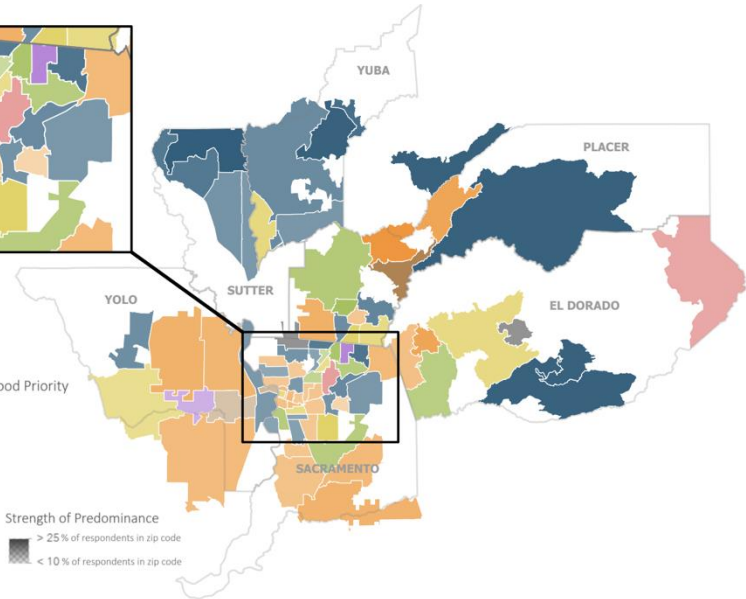 YUBA
PLACER
SUTTER
YOLO
EL DORADO
ood Priority
SACRAMENTO
Strength of Predominance
> 25 % of respondents in zip code
< 10 % of respondents in zip code